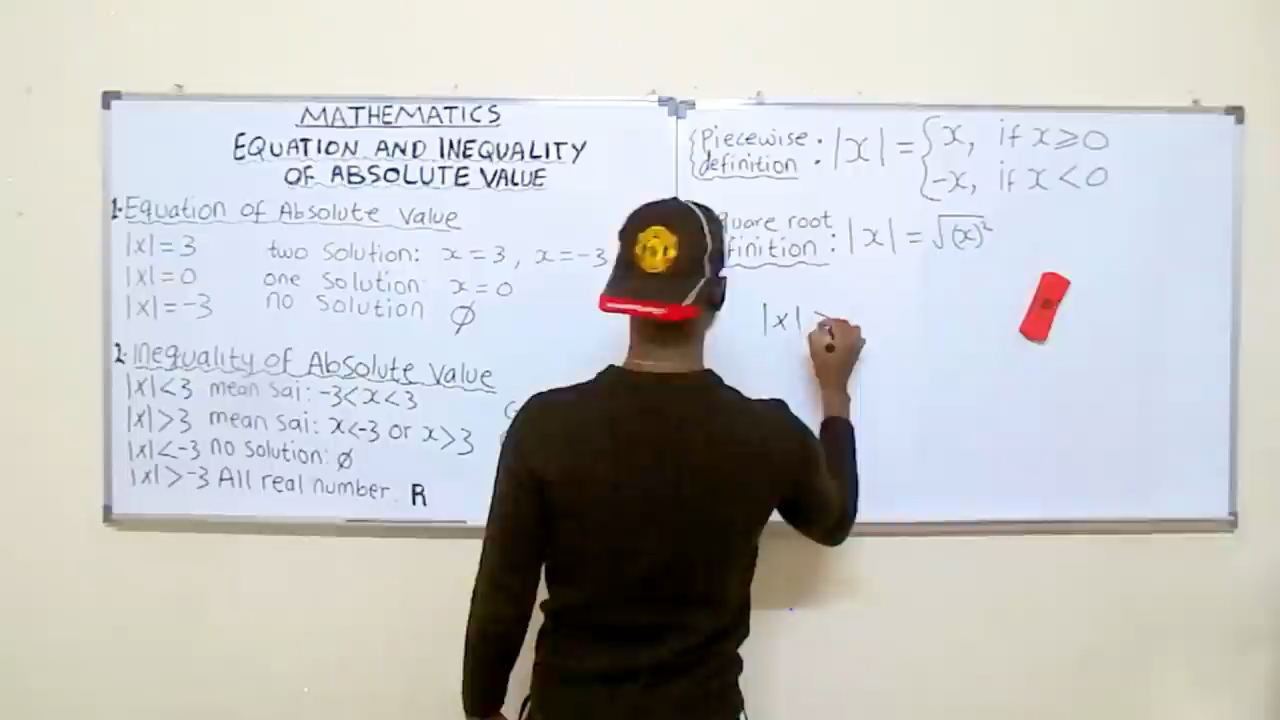 MATHEMATICS
EQUATION AND INEQUALITY
OF ABSOLUTE VALUE
1. Equation of Absolute Value
|x|=3 two solution: x=3, x=-3
|x|=0 one solution x=0
|x|=-3 no solution ∅
2. Inequality of Absolute Value
|x|<3 mean sai: -3<x<3
|x|>3 mean sai: x<-3 or x>3
|x|<-3 no solution: ∅
|x|>-3 All real number. R
Piecewise definition : |x| = { x, if x≥0
-x, if x<0
root : |x| = √(x)²
|x|